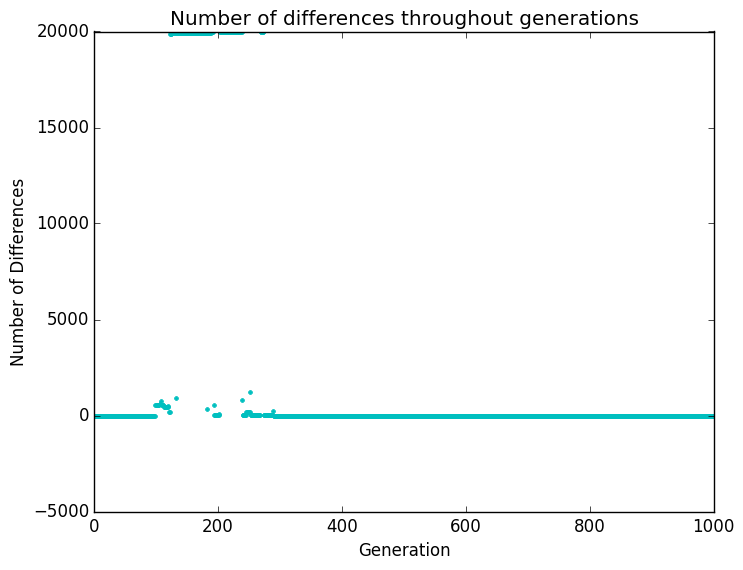 Number of differences throughout generations
20000
15000
10000
5000
0
−5000
Number of Differences
0 200 400 600 800 1000
Generation